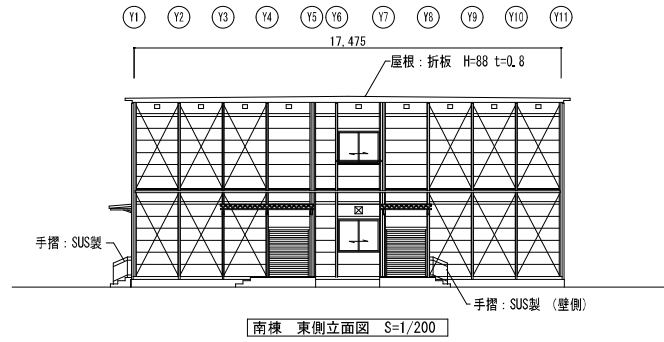 Y1 Y2 Y3 Y4 Y5 Y6 Y7 Y8 Y9 Y10 Y11
17,475
屋根：折板 H=88 t=0.8
手摺：SUS製
手摺：SUS製 （壁側）
南棟 東側立面図 S=1/200